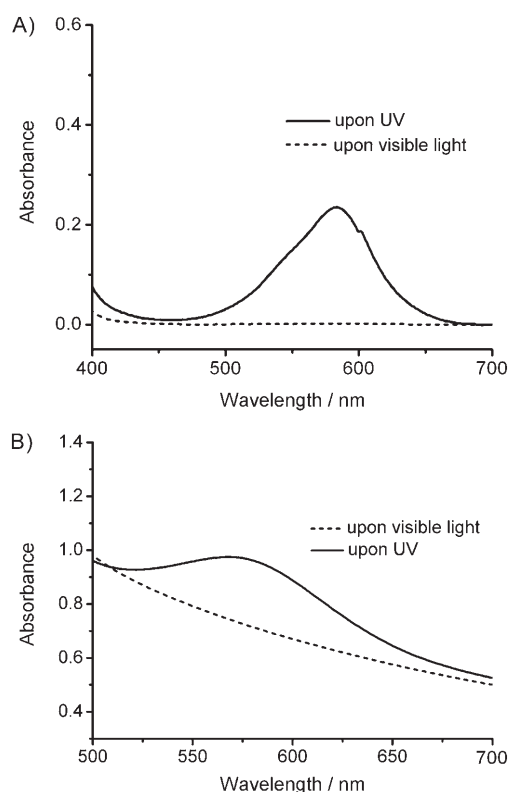 A)
0.6
0.4
0.2
0.0
Absorbance
upon UV
upon visible light
400 500 600 700
Wavelength / nm
B)
1.4
1.2
1.0
0.8
0.6
0.4
Absorbance
upon visible light
upon UV
500 550 600 650 700
Wavelength / nm